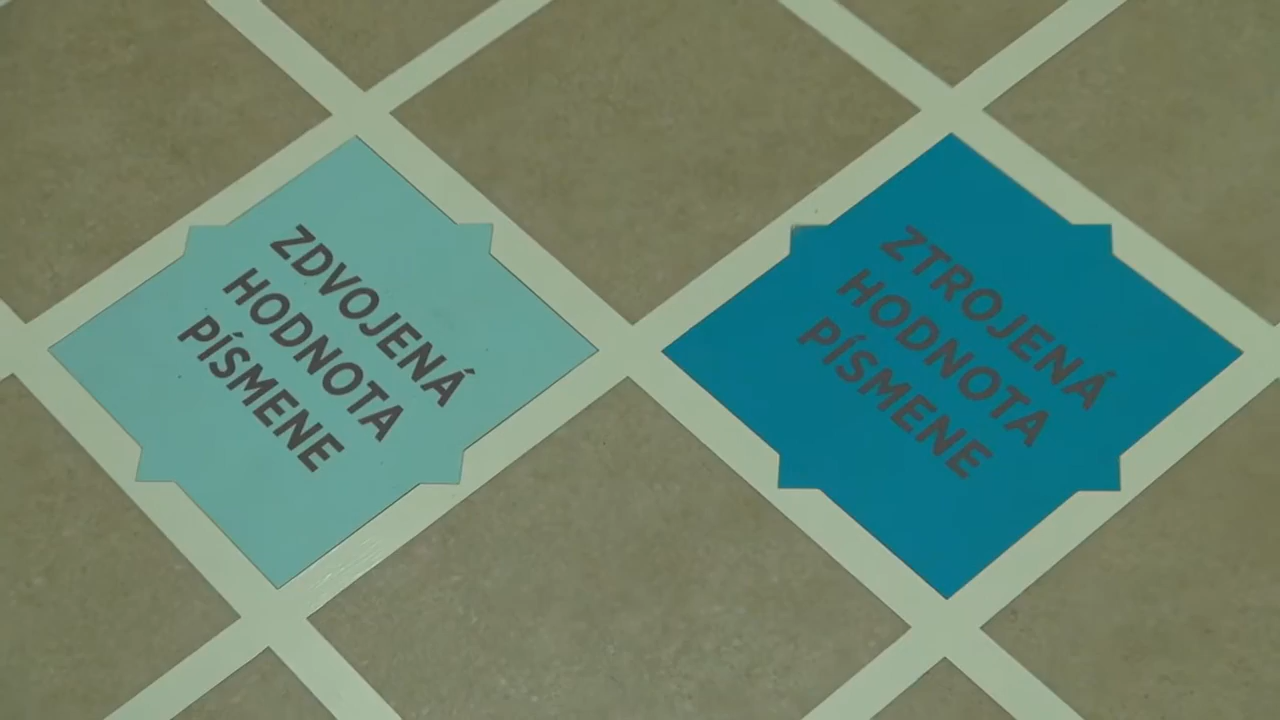 ZDVOJENÁ
HODNOTA
PÍSMENE
ZTROJENÁ
HODNOTA
PÍSMENE